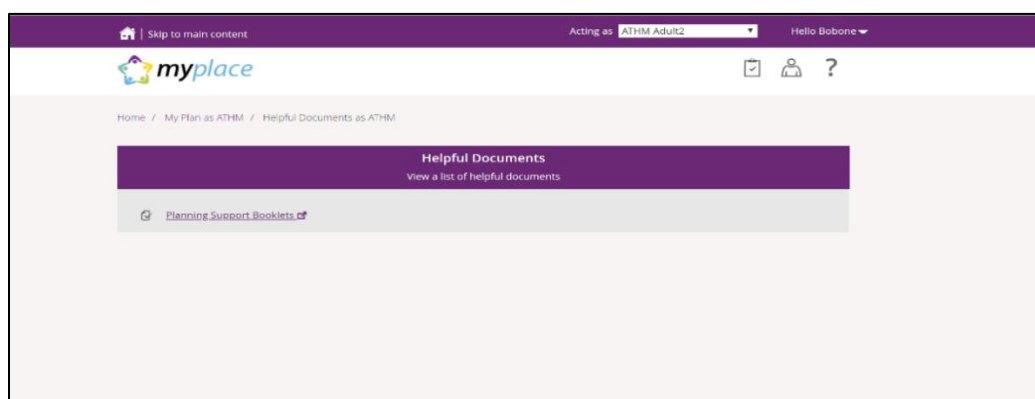 Skip to main content
Acting as ATHM Adult2 Hello Bobone
myplace
?
Home / My Plan as ATHM / Helpful Documents as ATHM
Helpful Documents
View a list of helpful documents
Planning Support Booklets